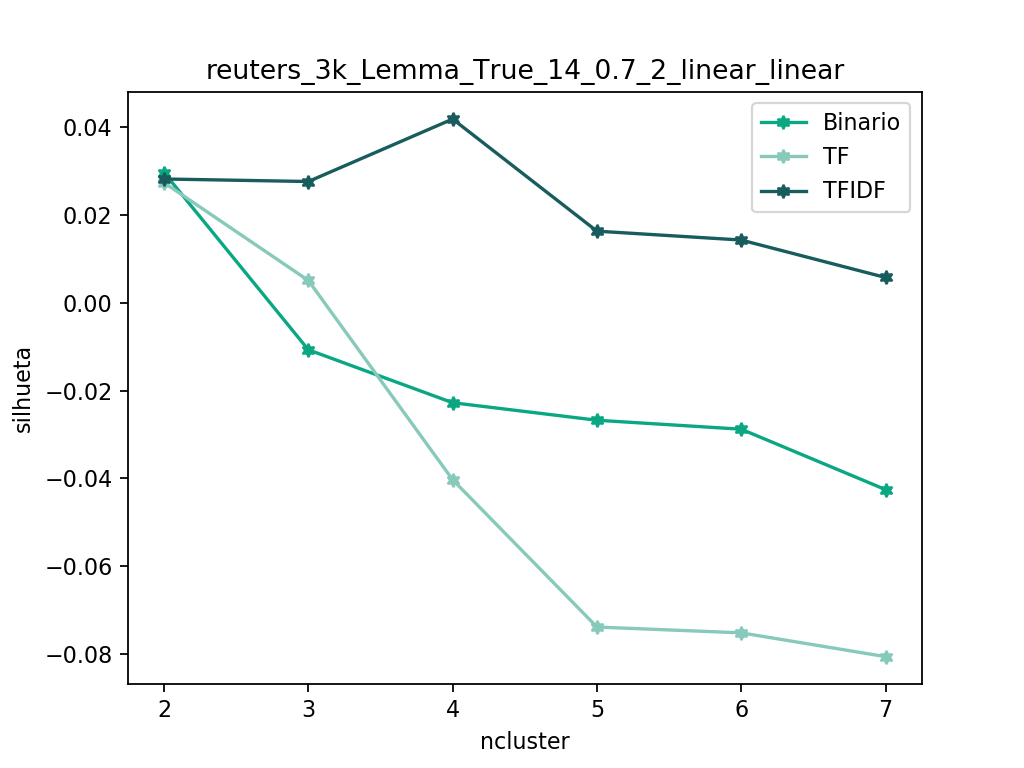 reuters_3k_Lemma_True_14_0.7_2_linear_linear
Binario
TF
TFIDF
silhueta
0.04
0.02
0.00
−0.02
−0.04
−0.06
−0.08
2 3 4 5 6 7
ncluster